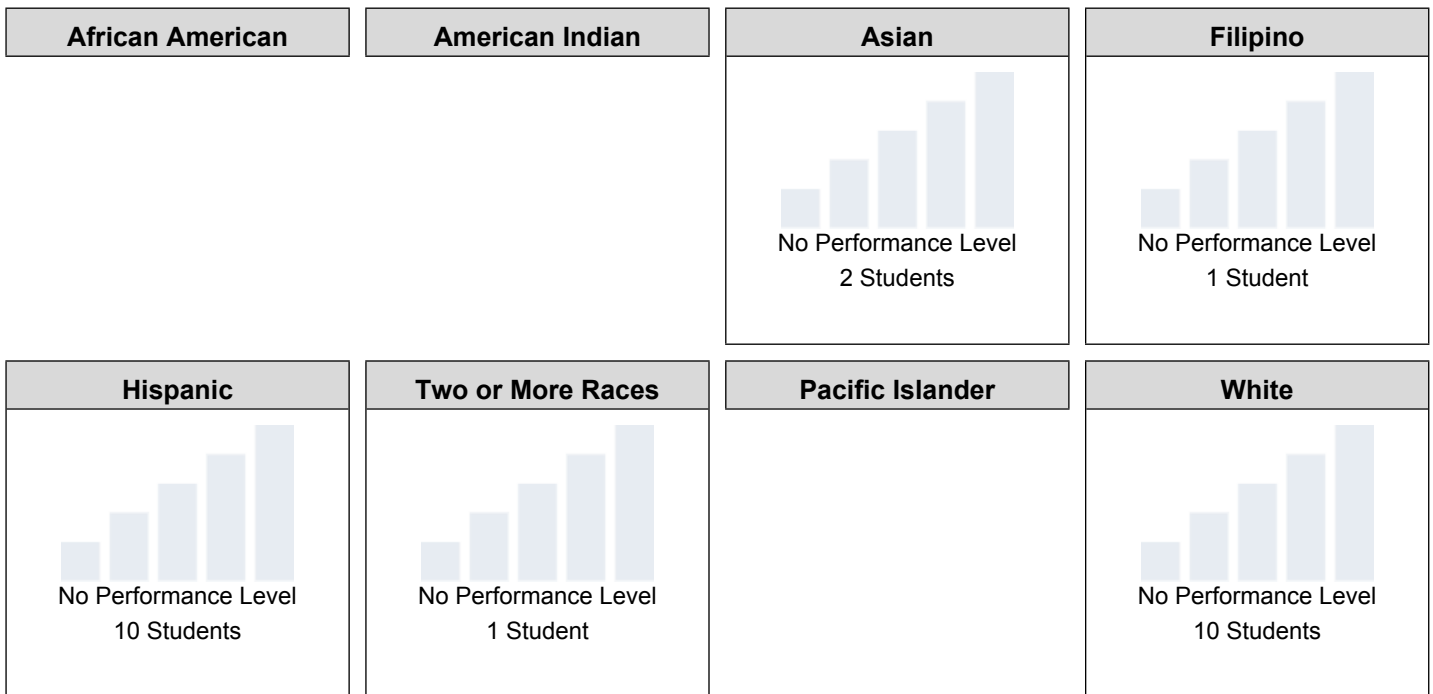 African American
American Indian
Asian
Filipino
No Performance Level
2 Students
No Performance Level
1 Student
Hispanic
Two or More Races
Pacific Islander
White
No Performance Level
10 Students
No Performance Level
1 Student
No Performance Level
10 Students